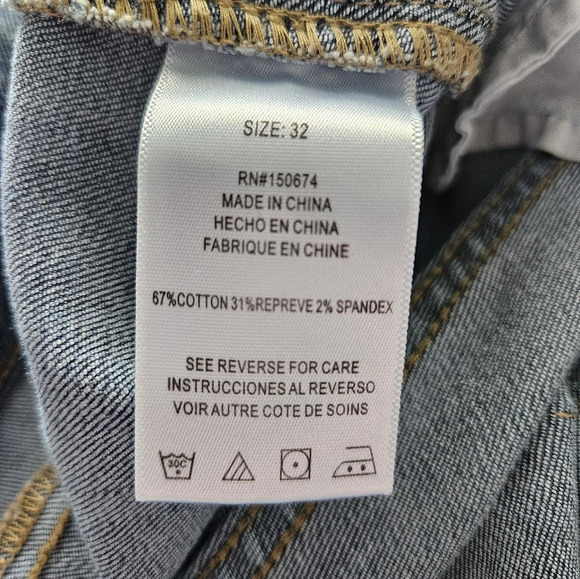 SIZE: 32
RN#150674
MADE IN CHINA
HECHO EN CHINA
FABRIQUE EN CHINE
67%COTTON 31%REPREVE 2% SPANDEX
SEE REVERSE FOR CARE
INSTRUCCIONES AL REVERSO
VOIR AUTRE COTE DE SOINS
30C